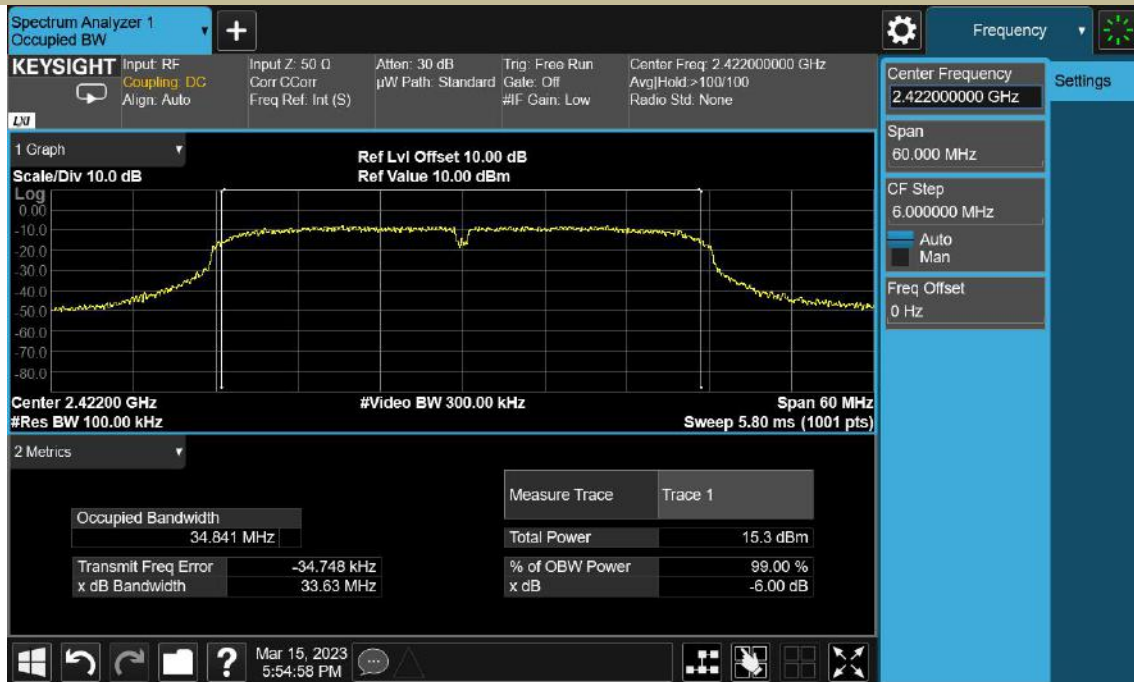 Spectrum Analyzer 1
Occupied BW
Frequency
KEYSIGHT
LXI
Input: RF
Coupling: DC
Align: Auto
Input Z: 50 Ω
Corr CCorr
Freq Ref: Int (S)
Atten: 30 dB
µW Path: Standard
Trig: Free Run
Gate: Off
#IF Gain: Low
Center Freq: 2.422000000 GHz
Avg|Hold:>100/100
Radio Std: None
Center Frequency
2.422000000 GHz
Settings
Span
60.000 MHz
CF Step
6.000000 MHz
Auto
Man
Freq Offset
0 Hz
1 Graph
Scale/Div 10.0 dB
Ref Lvl Offset 10.00 dB
Ref Value 10.00 dBm
Log
0.00
-10.0
-20.0
-30.0
-40.0
-50.0
-60.0
-70.0
-80.0
Center 2.42200 GHz
#Video BW 300.00 kHz
Span 60 MHz
#Res BW 100.00 kHz
Sweep 5.80 ms (1001 pts)
2 Metrics
Measure Trace Trace 1
Occupied Bandwidth
34.841 MHz
Total Power 15.3 dBm
Transmit Freq Error -34.748 kHz
% of OBW Power 99.00 %
x dB Bandwidth 33.63 MHz
x dB -6.00 dB
?
Mar 15, 2023
5:54:58 PM